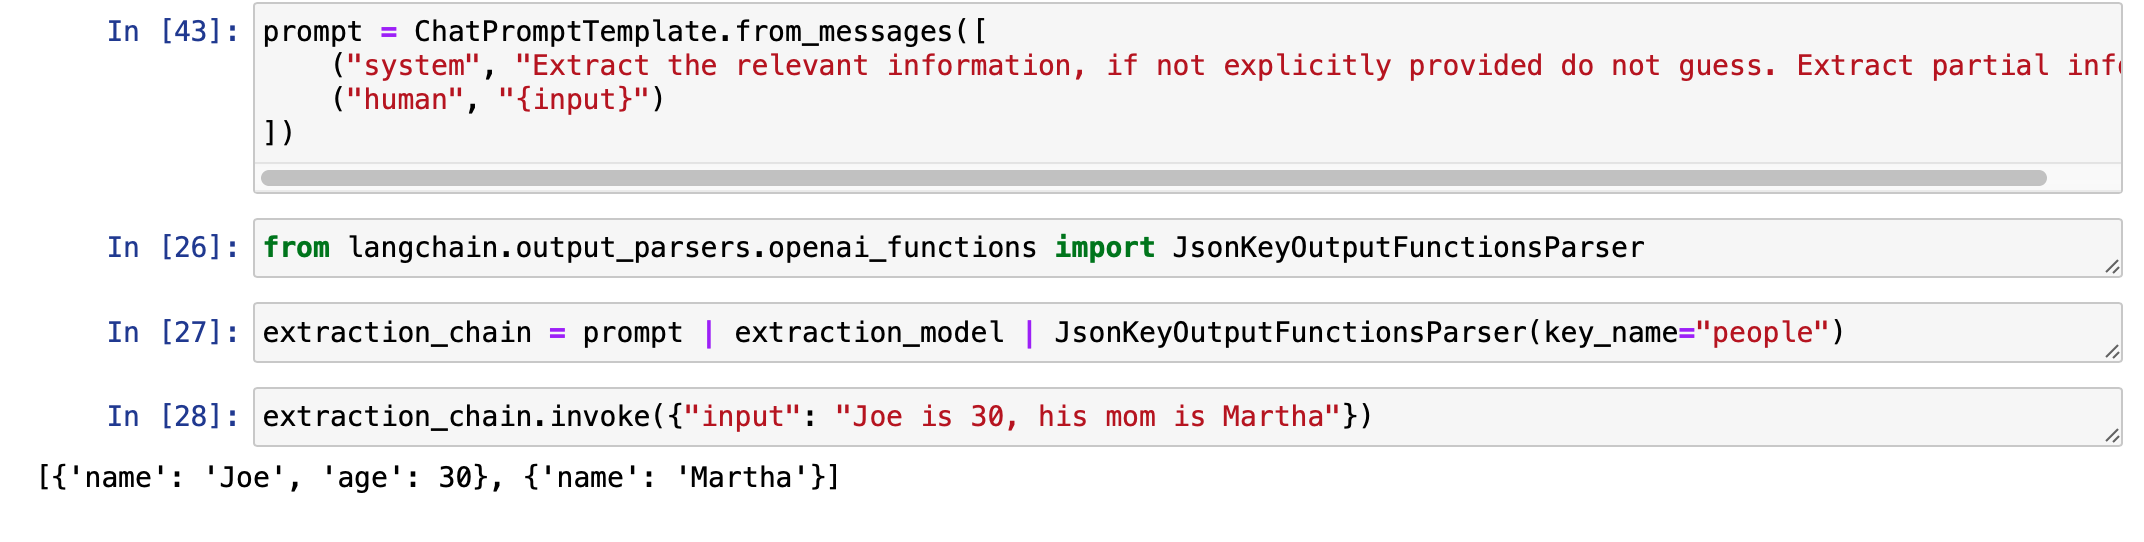 In [43]: prompt = ChatPromptTemplate.from_messages([
    ("system", "Extract the relevant information, if not explicitly provided do not guess. Extract partial
    ("human", "{input}")
])
In [26]: from langchain.output_parsers.openai_functions import JsonKeyOutputFunctionsParser
In [27]: extraction_chain = prompt | extraction_model | JsonKeyOutputFunctionsParser(key_name="people")
In [28]: extraction_chain.invoke({"input": "Joe is 30, his mom is Martha"})
[{'name': 'Joe', 'age': 30}, {'name': 'Martha'}]